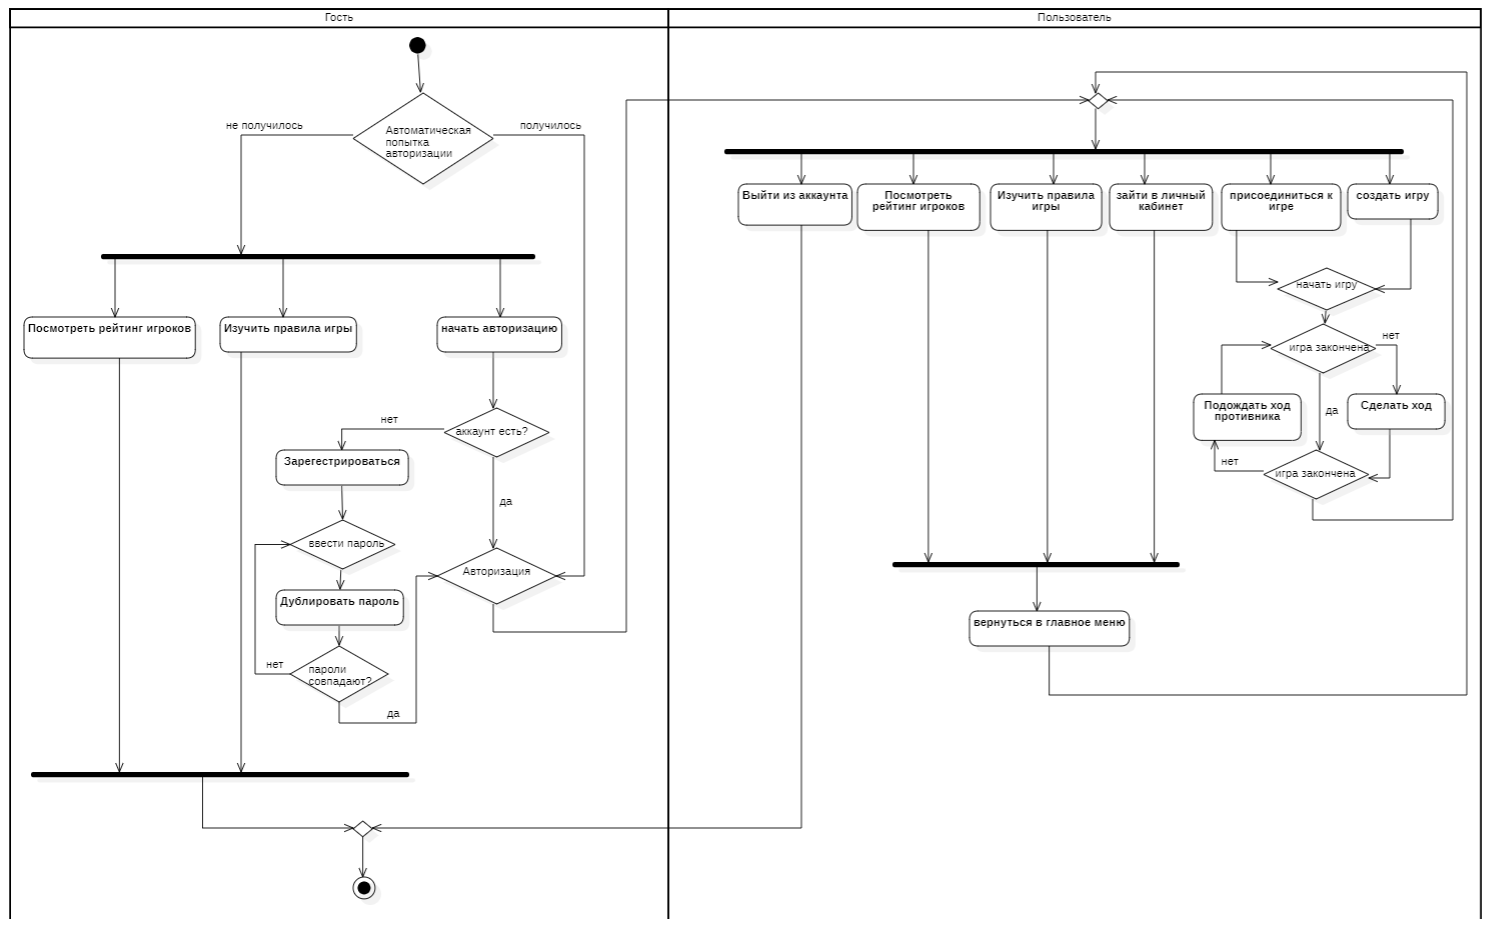 Гость
Пользователь
Автоматическая
попытка
авторизации
не получилось
получилось
Посмотреть рейтинг игроков
Изучить правила игры
начать авторизацию
аккаунт есть?
нет
да
Зарегестрироваться
ввести пароль
Дублировать пароль
пароли
совпадают?
нет
да
Авторизация
Выйти из аккаунта
Посмотреть
рейтинг игроков
Изучить правила
игры
зайти в личный
кабинет
присоединиться к
игре
создать игру
начать игру
игра закончена
нет
да
Подождать ход
противника
Сделать ход
игра закончена
нет
вернуться в главное меню